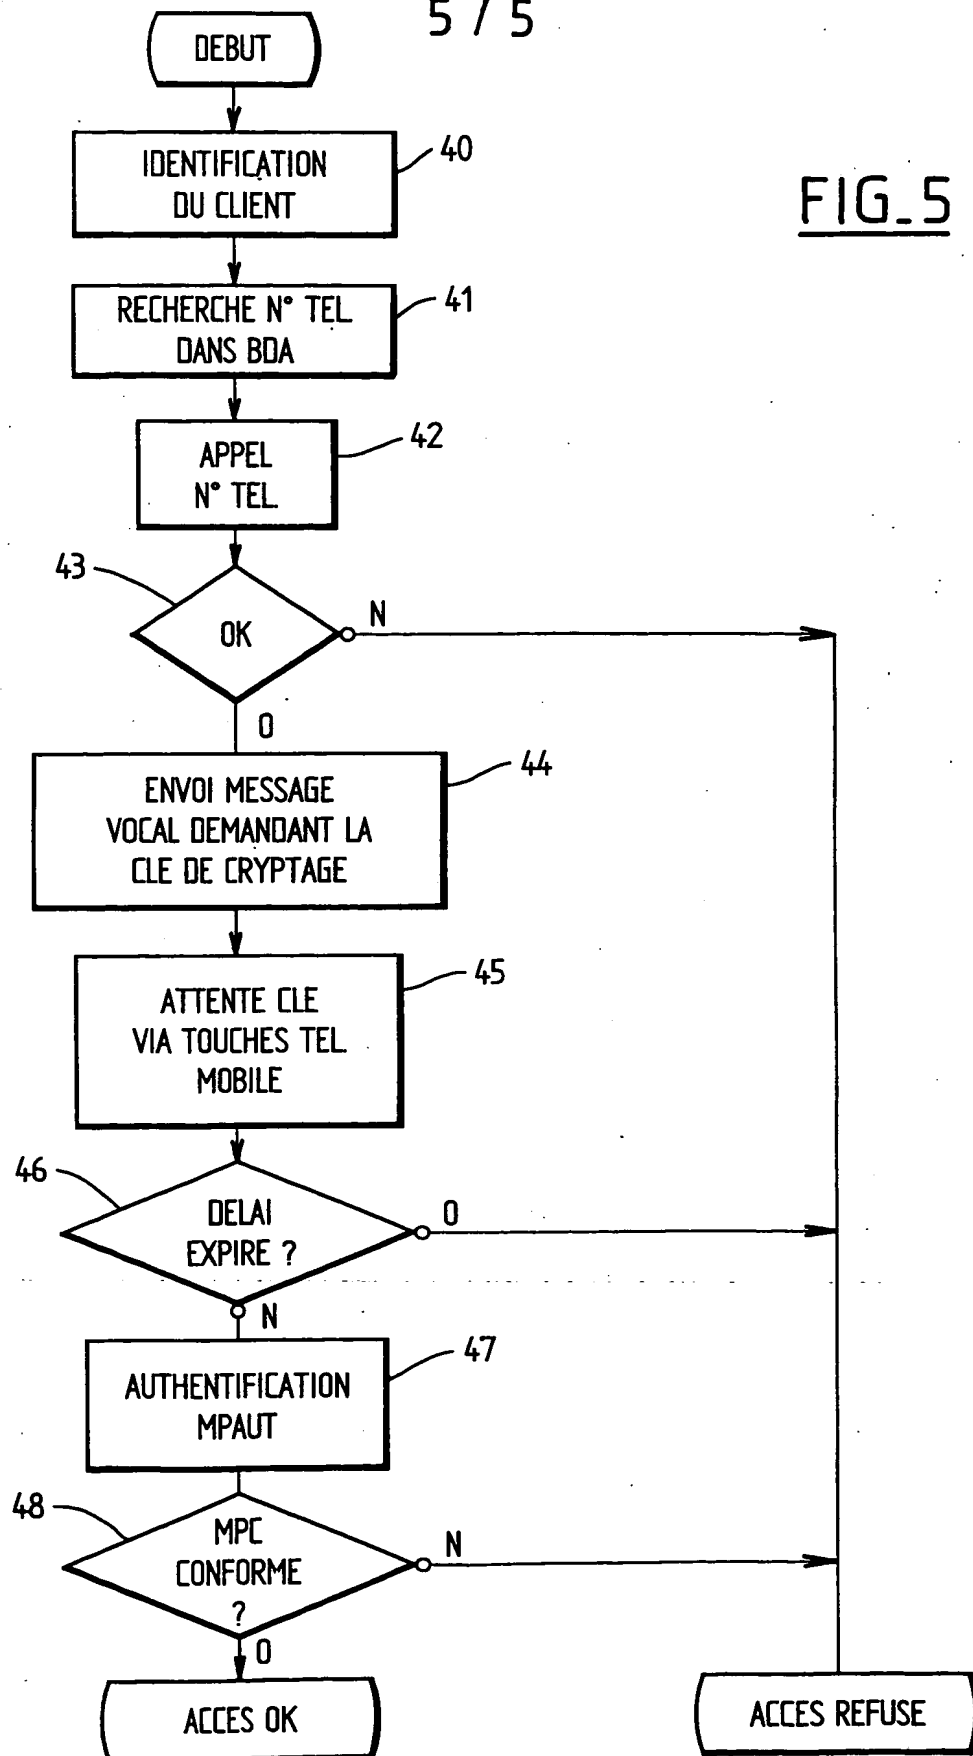 5 / 5
DEBUT
FIG_5
40
IDENTIFICATION
DU CLIENT
41
RECHERCHE N° TEL
DANS BDA
42
APPEL
N° TEL
43
OK
N
O
44
ENVOI MESSAGE
VOCAL DEMANDANT LA
CLE DE CRYPTAGE
45
ATTENTE CLE
VIA TOUCHES TEL
MOBILE
46
DELAI
EXPIRE ?
O
N
47
AUTHENTIFICATION
MPAUT
48
MPC
CONFORME
?
N
O
ACCES OK
ACCES REFUSE